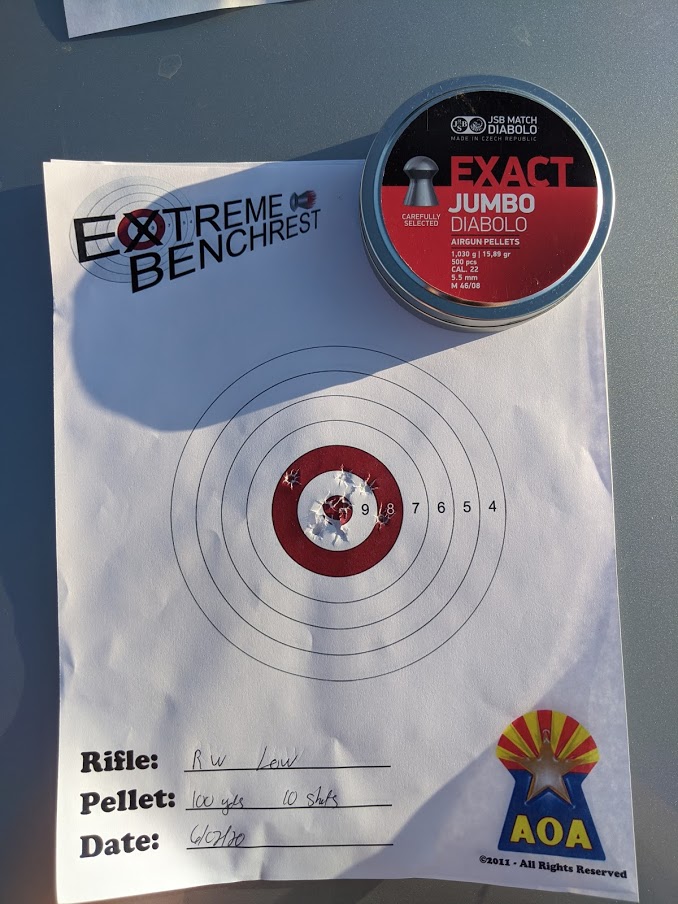 JSB MATCH
DIABOLO
MADE IN CZECH REPUBLIC
EXACT
JUMBO
DIABOLO
CAREFULLY
SELECTED
AIRGUN PELLETS
1,030 g | 15,89 gr
500 pcs
CAL. 22
5.5 mm
M 46/08
EXTREME
BENCHREST
9 8 7 6 5 4
Rifle: RW
Pellet: 100 yds 10 shots
Date: 6/02/20
AOA
©2011 - All Rights Reserved